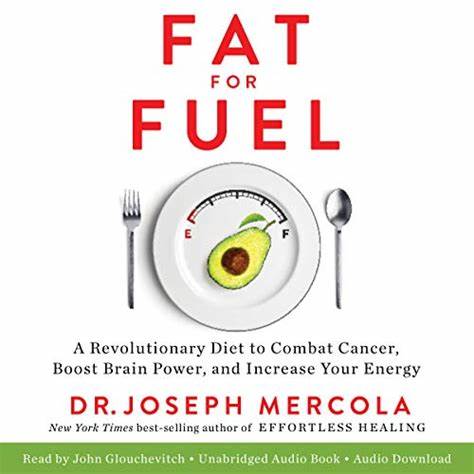 FAT
FOR
FUEL
E F
A Revolutionary Diet to Combat Cancer,
Boost Brain Power, and Increase Your Energy
DR. JOSEPH MERCOLA
New York Times best-selling author of EFFORTLESS HEALING
Read by John Glouchevitch • Unabridged Audio Book • Audio Download